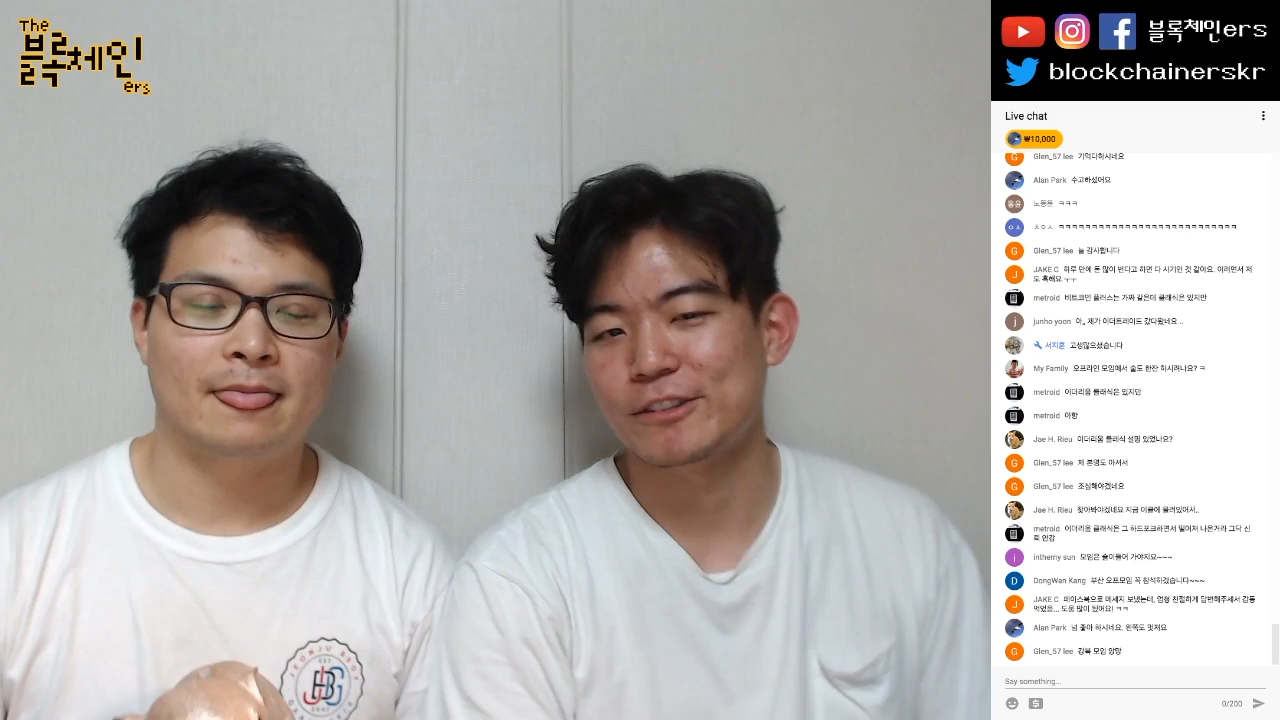 The
블록체인
ers
블록체인ers
blockchainerskr
Live chat
₩10,000
Glen_57 lee 기억다하시네요
Alan Park 수고하셨어요
노동윤 ㅋㅋㅋ
ㅈㅇㅅ ㅋㅋㅋㅋㅋㅋㅋㅋㅋㅋㅋㅋㅋㅋㅋㅋㅋㅋㅋㅋㅋㅋㅋㅋㅋㅋㅋ
Glen_57 lee 늘 감사합니다
JAKE C 하루 만에 돈 많이 번다고 하면 다 사기인 것 같아요. 이러면서 저
도 혹해요 ㅜㅜ
metroid 비트코인 플러스는 가짜 같은데 클래식은 있지만
junho yoon 아,, 제가 이더트레이드 갔다왔네요 ..
서지훈 고생많으셨습니다
My Family 오프라인 모임에서 술도 한잔 하시려나요? ㅋ
metroid 이더리움 클래식은 있지만
metroid 아항
Jae H. Rieu 이더리움 클래식 설명 있었나요?
Glen_57 lee 제 본명도 아셔서
Glen_57 lee 조심해야겠네요
Jae H. Rieu 찾아봐야겠네요 지금 이클에 물려있어서..
metroid 이더리움 클래식은 그 하드포크하면서 떨어져 나온거라 그닥 신
뢰 안감
inthemy sun 모임은 술이들어 가야지요~~~
DongWan Kang 부산 오프모임 꼭 참석하겠습니다~~~
JAKE C 페이스북으로 메세지 보냈는데, 엄청 친절하게 답변해주셔서 감동
먹었음... 도움 많이 됬어요! ㅋㅋ
Alan Park 넘 좋아 하시네요. 왼쪽도 멋져요
Glen_57 lee 강북 모임 앙망
Say something...
0/200